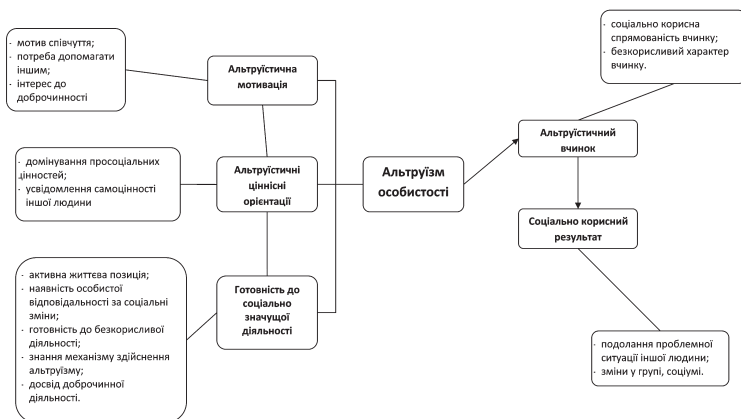 · мотив співчуття;
· потреба допомагати
іншим;
· інтерес до
доброчинності
Альтруїстична
мотивація
· домінування просоціальних
цінностей;
· усвідомлення самоцінності
іншої людини
Альтруїстичні
ціннісні
орієнтації
· активна життєва позиція;
· наявність особистої
відповідальності за соціальні
зміни;
· готовність до безкорисливої
діяльності;
· знання механізму здійснення
альтруїзму;
· досвід доброчинної
діяльності.
Готовність до
соціально
значущої
діяльності
Альтруїзм
особистості
· соціально корисна
спрямованість вчинку;
· безкорисливий характер
вчинку.
Альтруїстичний
вчинок
Соціально корисний
результат
· подолання проблемної
ситуації іншої людини;
· зміни у групі, соціумі.